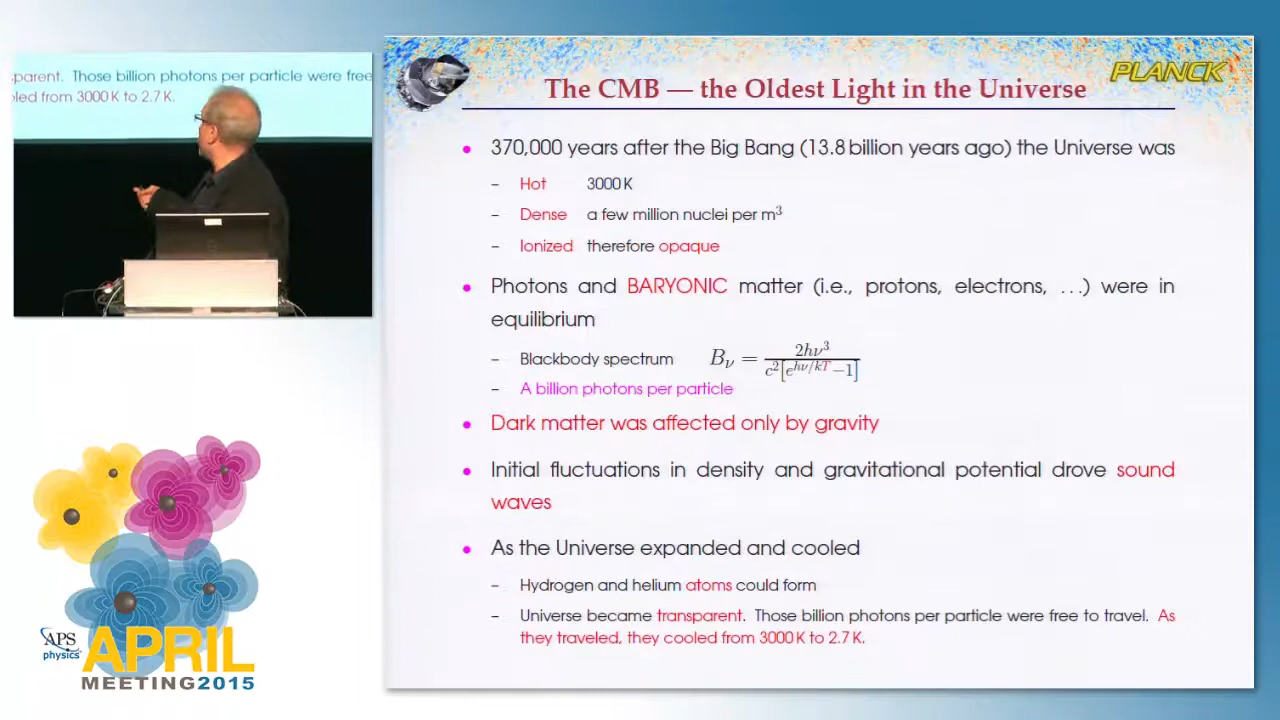 sparent. Those billion photons per particle were free
oled from 3000 K to 2.7 K.
PLANCK
The CMB — the Oldest Light in the Universe
• 370,000 years after the Big Bang (13.8 billion years ago) the Universe was
– Hot 3000 K
– Dense a few million nuclei per m³
– Ionized therefore opaque
• Photons and BARYONIC matter (i.e., protons, electrons, ...) were in
equilibrium
– Blackbody spectrum B_ν = 2hν³ / c²[e^{hν/kT} −1]
– A billion photons per particle
• Dark matter was affected only by gravity
• Initial fluctuations in density and gravitational potential drove sound
waves
• As the Universe expanded and cooled
– Hydrogen and helium atoms could form
– Universe became transparent. Those billion photons per particle were free to travel. As
they traveled, they cooled from 3000 K to 2.7 K.
APS
physics
APRIL
MEETING2015